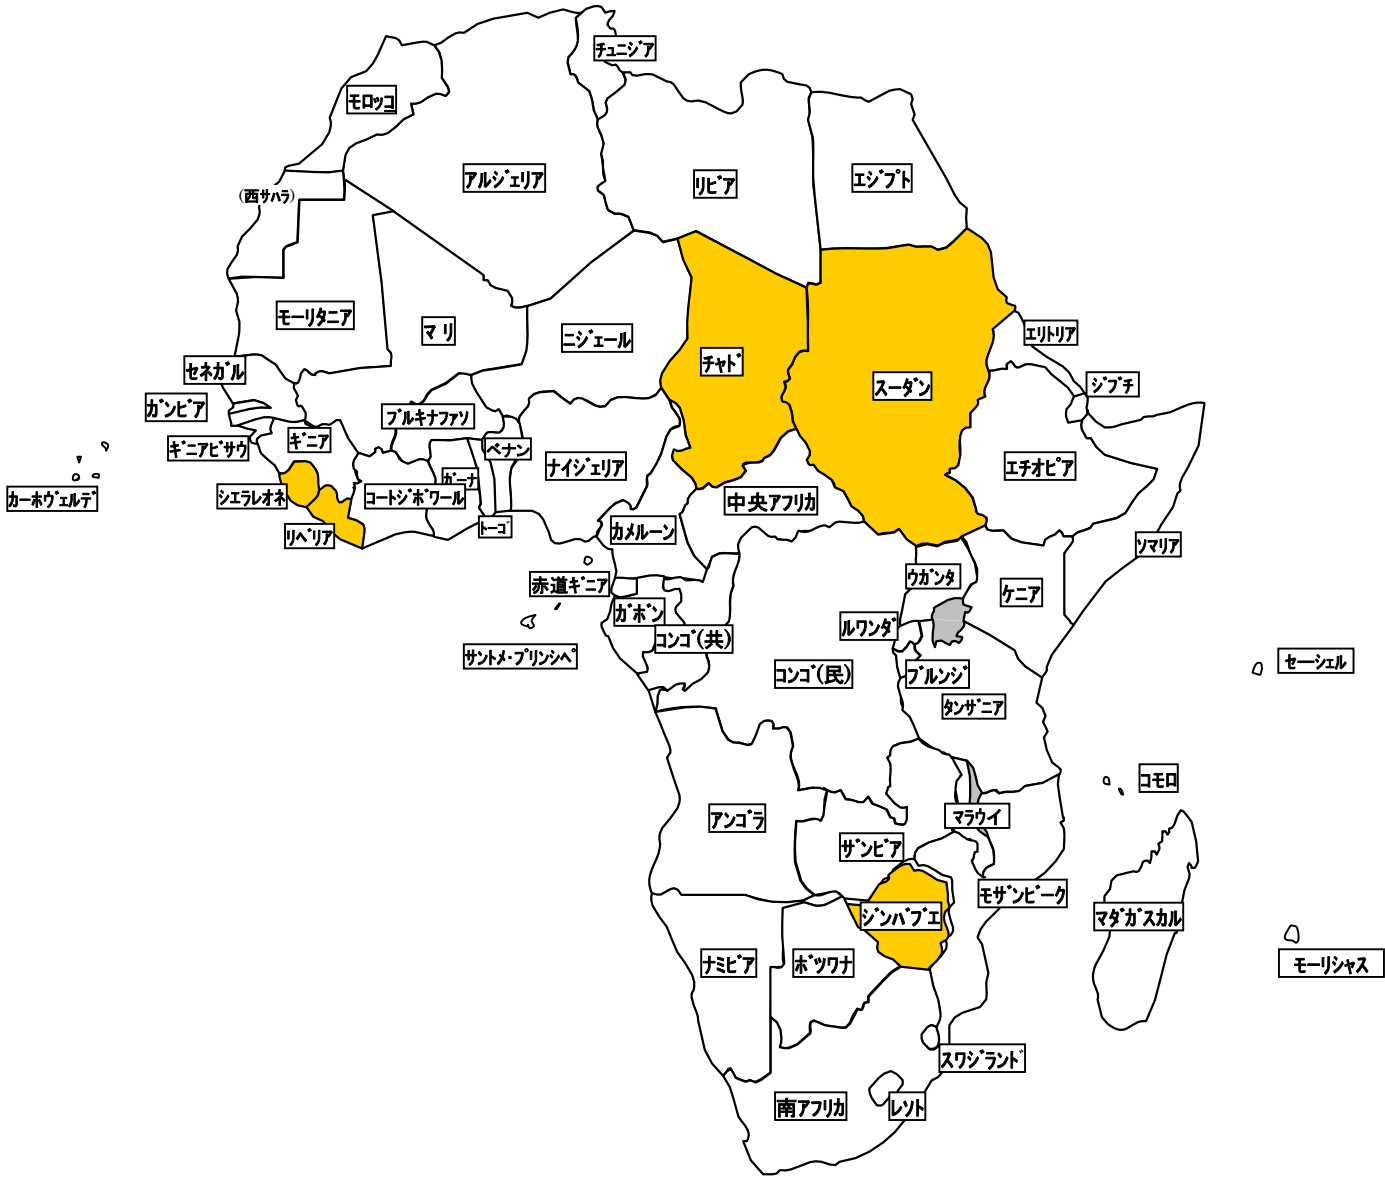 チュニジア
モロッコ
アルジェリア
リビア
エジプト
(西サハラ)
モーリタニア
マリ
ニジェール
エリトリア
セネガル
チャド
スーダン
ジブチ
ガンビア
ブルキナファソ
ギニアビサウ
ギニア
ベナン
ナイジェリア
エチオピア
ガーナ
カーホヴェルデ
シエラレオネ
コートジボワール
中央アフリカ
リベリア
トーゴ
カメルーン
ソマリア
赤道ギニア
ウガンタ
ケニア
ガボン
コンゴ(共)
ルワンダ
サントメ・プリンシペ
コンゴ(民)
ブルンジ
セーシェル
タンザニア
コモロ
アンゴラ
マラウイ
ザンビア
モザンビーク
ジンバブエ
マダガスカル
ナミビア
ボツワナ
モーリシャス
スワジランド
南アフリカ
レソト